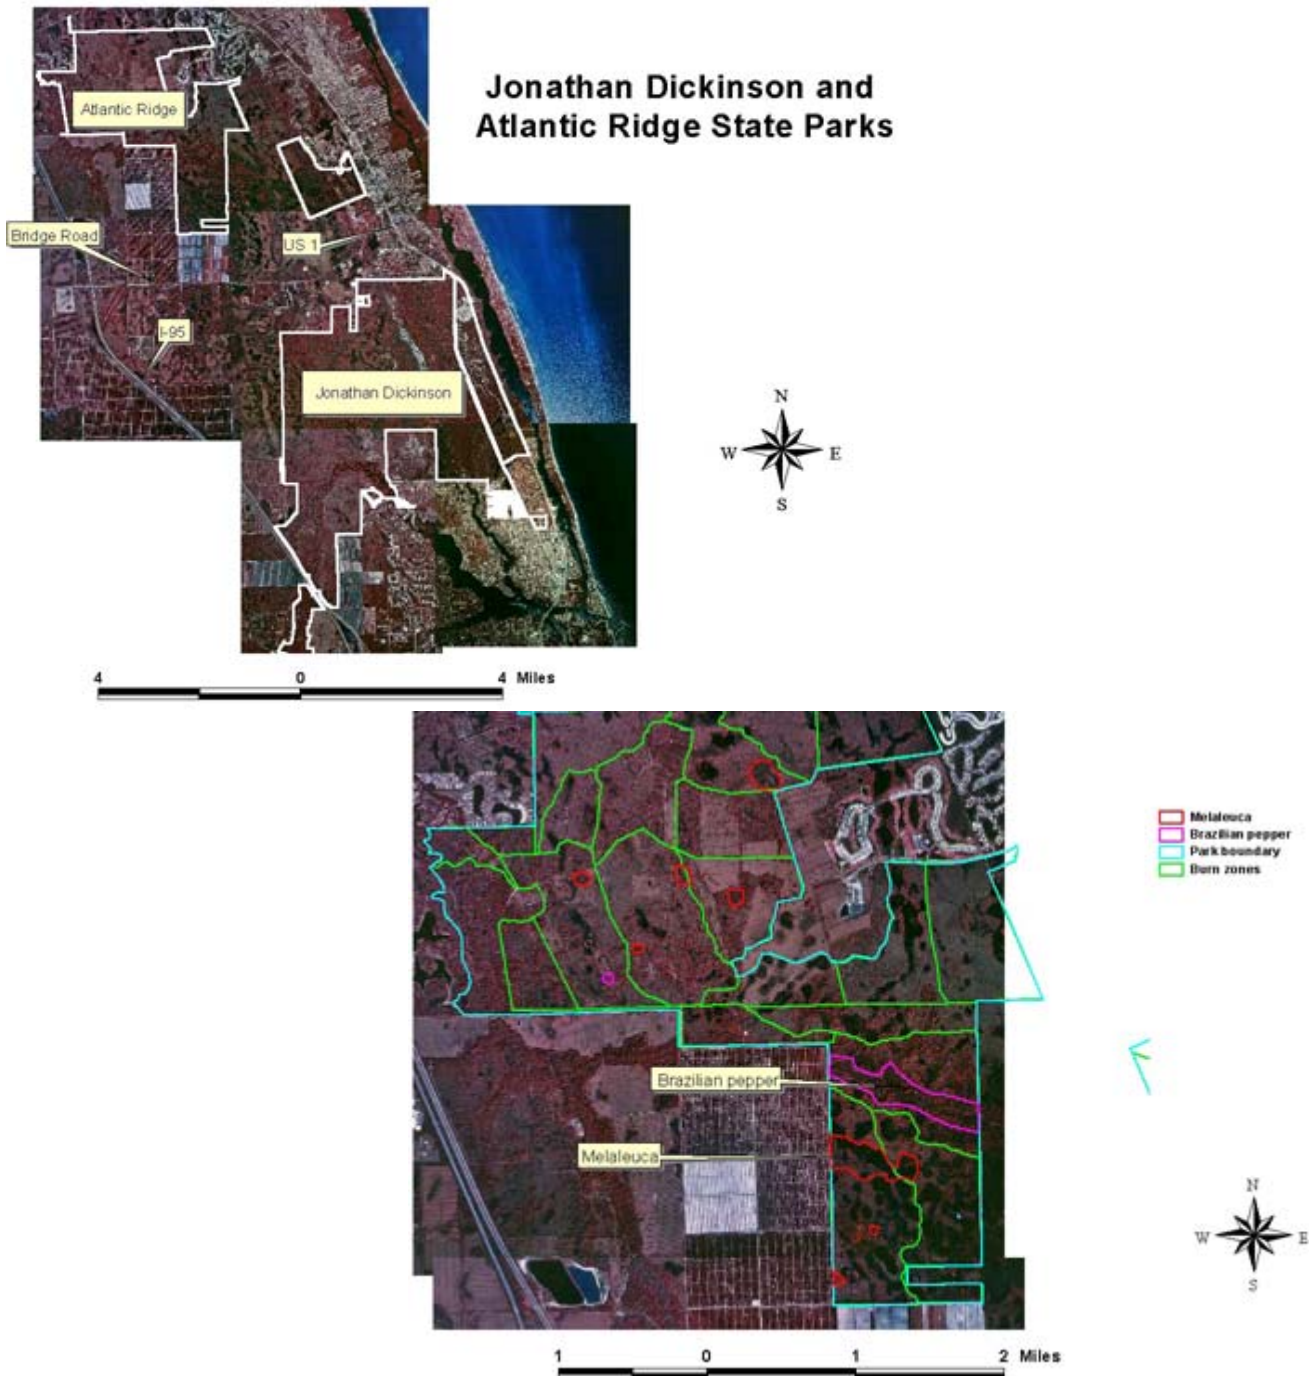 Jonathan Dickinson and
Atlantic Ridge State Parks
Atlantic Ridge
Bridge Road
US 1
I-95
Jonathan Dickinson
N
W E
S
4 0 4 Miles
Melaleuca
Brazilian pepper
Park boundary
Burn zones
Brazilian pepper
Melaleuca
N
W E
S
1 0 1 2 Miles